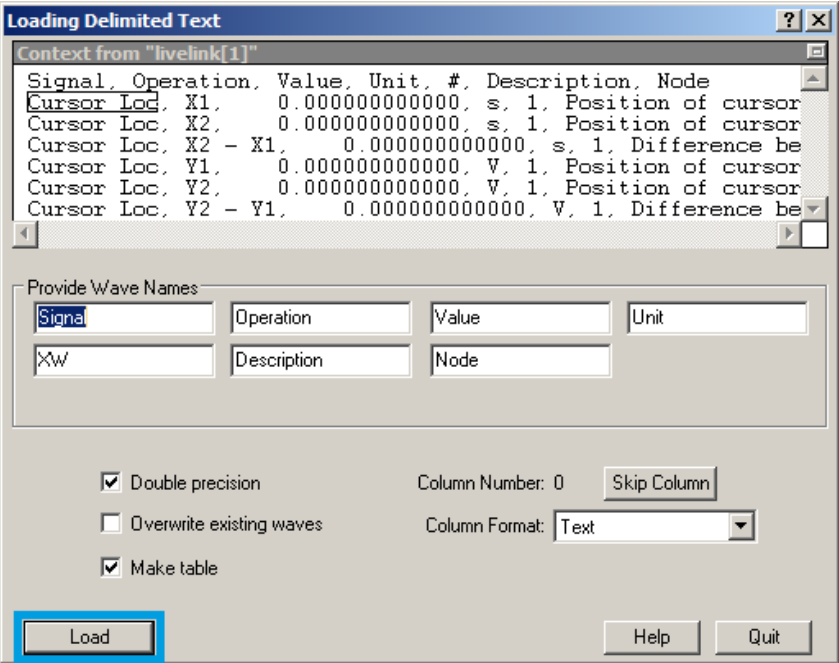 Loading Delimited Text
Context from "livelink[1]"
Signal, Operation, Value, Unit, #, Description, Node
Cursor Loc, X1, 0.000000000000, s, 1, Position of cursor
Cursor Loc, X2, 0.000000000000, s, 1, Position of cursor
Cursor Loc, X2 - X1, 0.000000000000, s, 1, Difference be
Cursor Loc, Y1, 0.000000000000, V, 1, Position of cursor
Cursor Loc, Y2, 0.000000000000, V, 1, Position of cursor
Cursor Loc, Y2 - Y1, 0.000000000000, V, 1, Difference be
Provide Wave Names
Signal Operation Value Unit
XW Description Node
Double precision Column Number: 0 Skip Column
Overwrite existing waves Column Format: Text
Make table
Load Help Quit